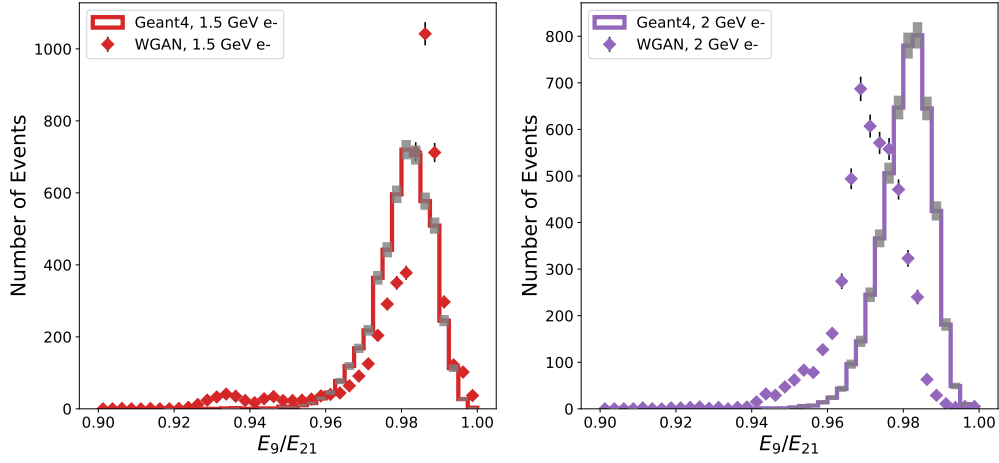 Geant4, 1.5 GeV e-
WGAN, 1.5 GeV e-
Number of Events
1000
800
600
400
200
0
0.90 0.92 0.94 0.96 0.98 1.00
E9/E21
Geant4, 2 GeV e-
WGAN, 2 GeV e-
Number of Events
800
700
600
500
400
300
200
100
0
0.90 0.92 0.94 0.96 0.98 1.00
E9/E21